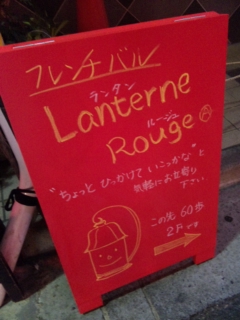 フレンチバル
ランタン
Lanterne
ルージュ
Rouge
"ちょっと ひっかけて いこっかな"と
気軽にお立寄り
下さい。
この先 60歩
2Fです